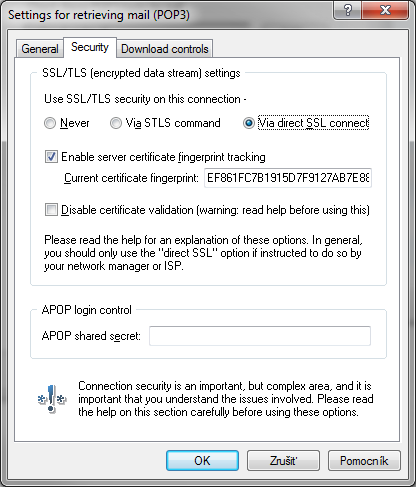 Settings for retrieving mail (POP3)
General Security Download controls
SSL/TLS (encrypted data stream) settings
Use SSL/TLS security on this connection -
Never Via STLS command Via direct SSL connect
Enable server certificate fingerprint tracking
Current certificate fingerprint: EF861FC7B1915D7F9127AB7E88
Disable certificate validation (warning: read help before using this)
Please read the help for an explanation of these options. In general,
you should only use the "direct SSL" option if instructed to do so by
your network manager or ISP.
APOP login control
APOP shared secret:
Connection security is an important, but complex area, and it is
important that you understand the issues involved. Please read
the help on this section carefully before using these options.
OK Zrušiť Pomocník